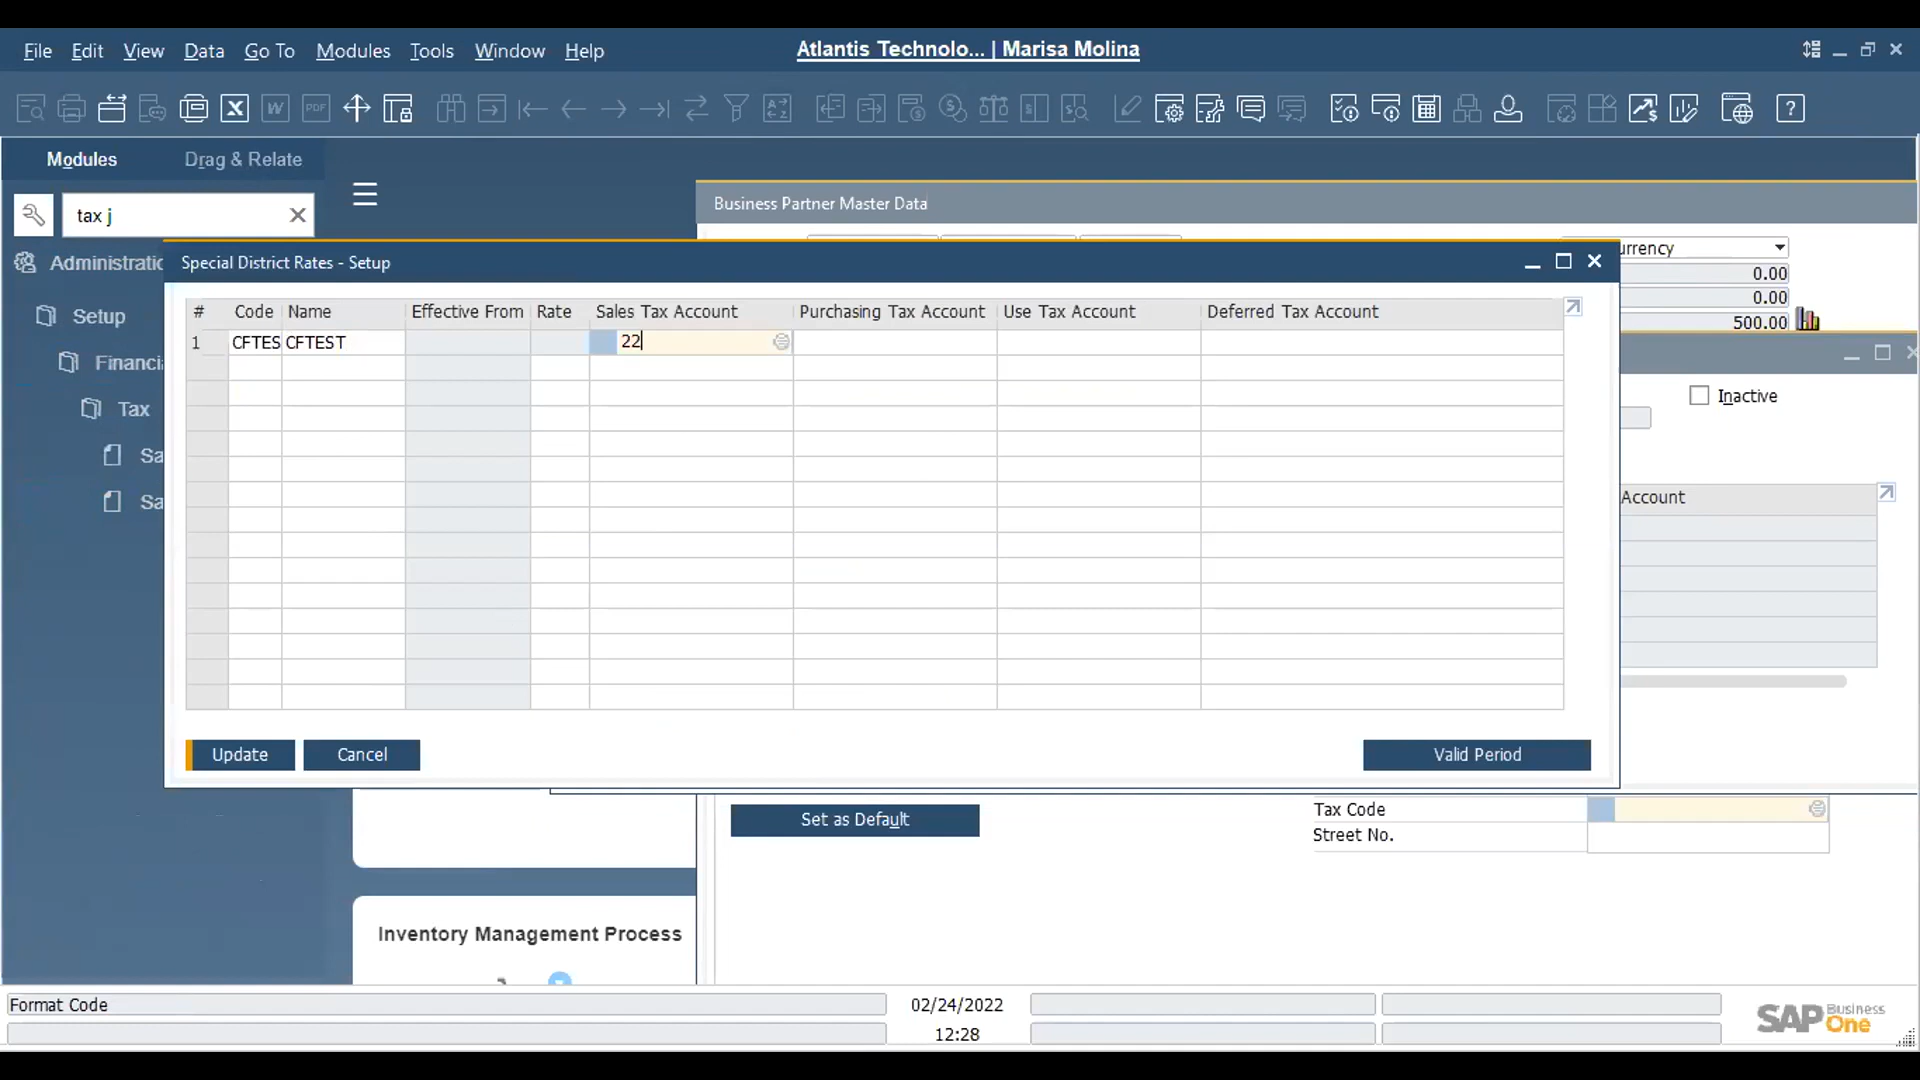 File Edit View Data Go To Modules Tools Window Help
Atlantis Technolo... | Marisa Molina
Modules Drag & Relate
tax j
Business Partner Master Data
Special District Rates - Setup
urrency
0.00
0.00
500.00
Setup
Tax
# Code Name Effective From Rate Sales Tax Account Purchasing Tax Account Use Tax Account Deferred Tax Account
1 CFTES CFTEST 22
Inactive
Account
Update Cancel Valid Period
Set as Default
Tax Code
Street No.
Inventory Management Process
Format Code
02/24/2022
12:28
SAP Business One